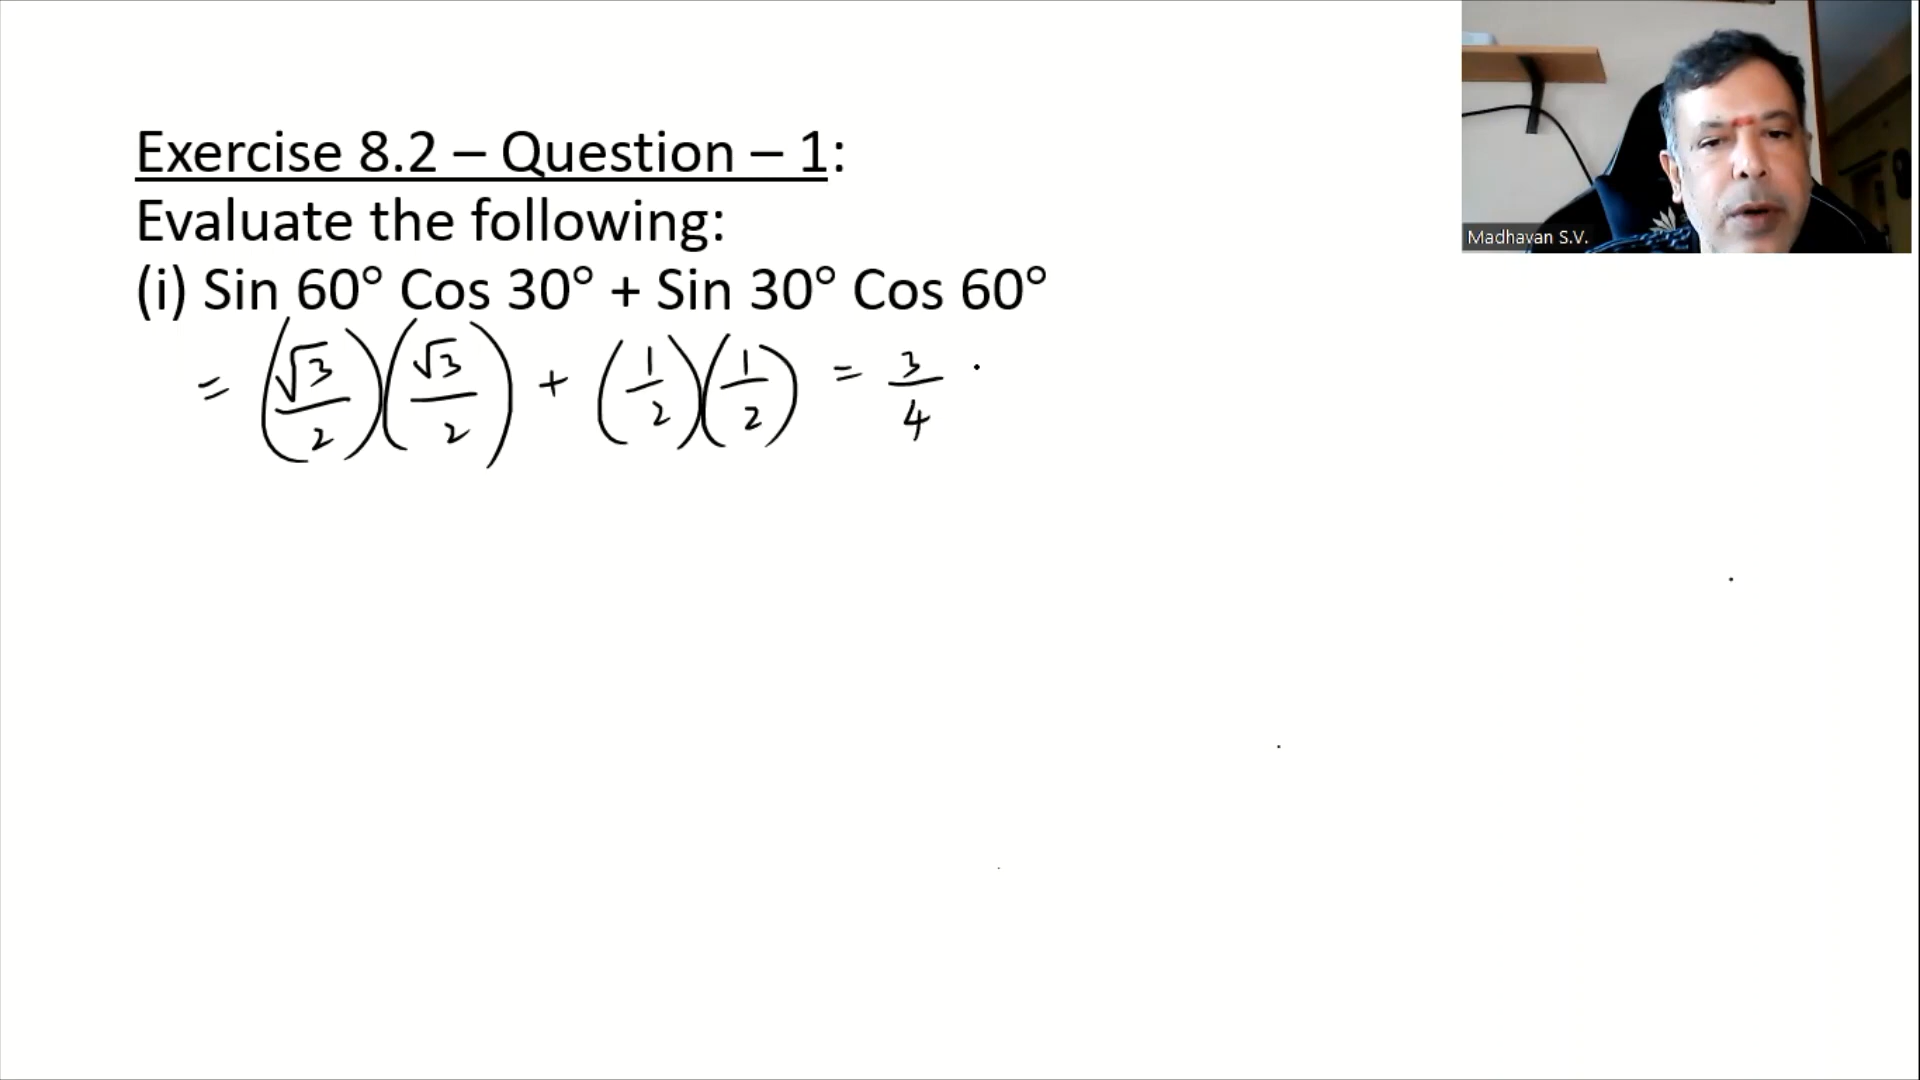 Exercise 8.2 – Question – 1:
Evaluate the following:
(i) Sin 60° Cos 30° + Sin 30° Cos 60°
= (√3/2)(√3/2) + (1/2)(1/2) = 3/4
Madhavan S.V.